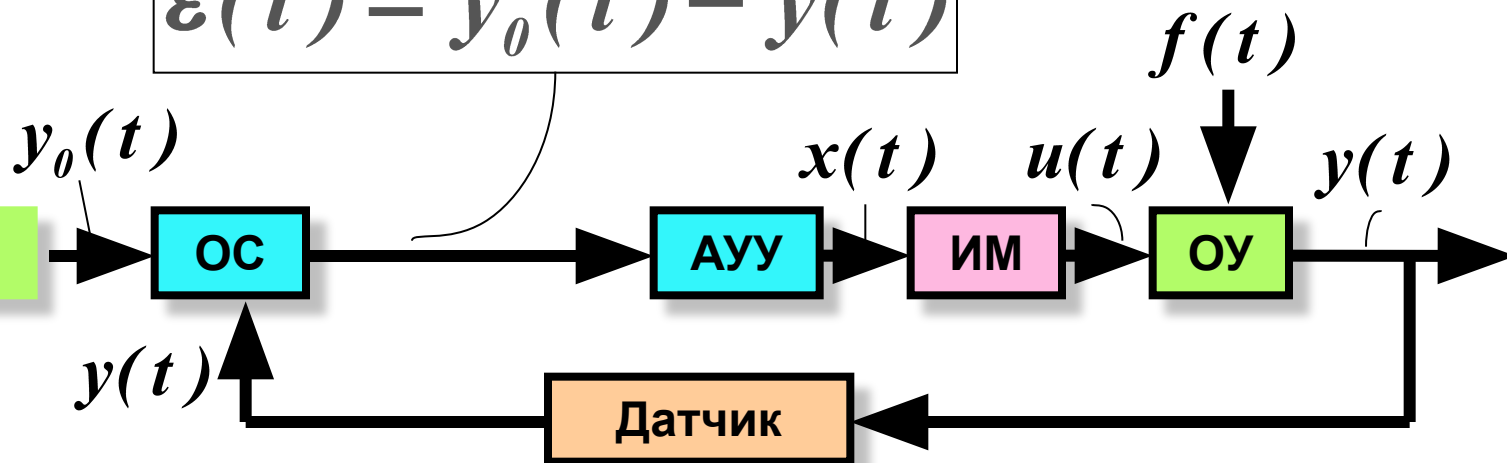 ε(t) = y₀(t) − y(t)
f(t)
y₀(t)
x(t)
u(t)
y(t)
ОС
АУУ
ИМ
ОУ
y(t)
Датчик